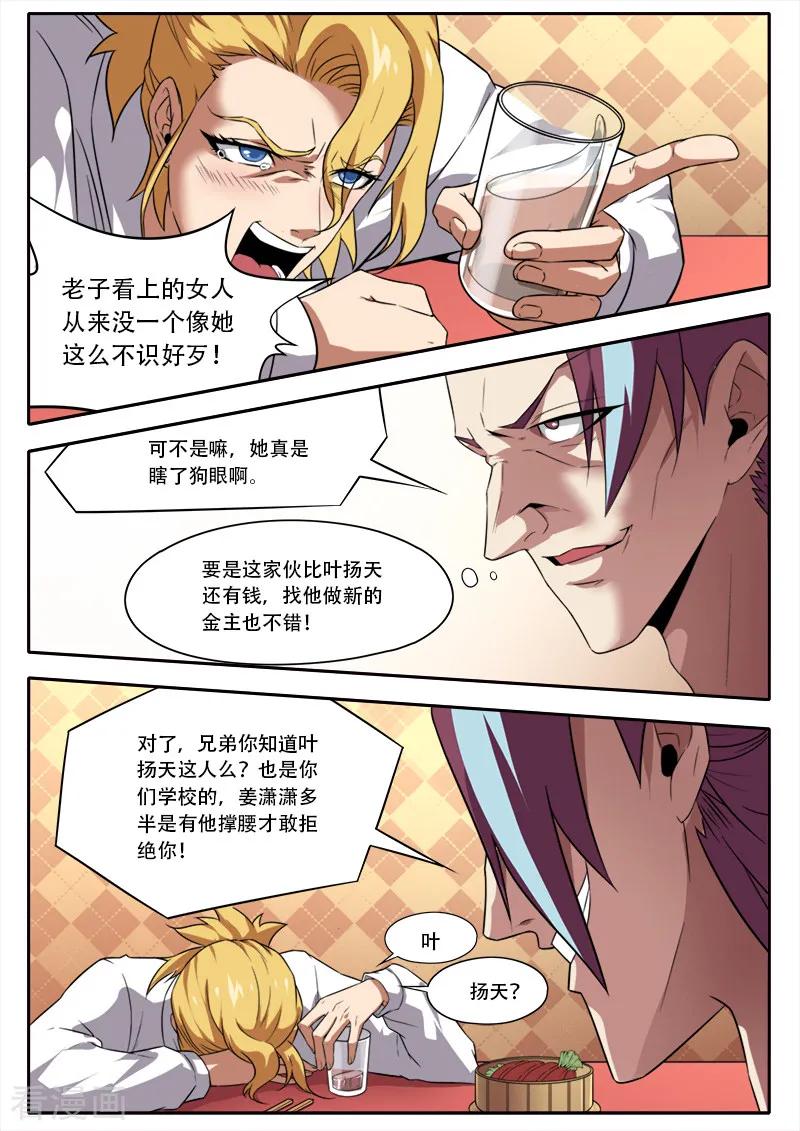 老子看上的女人
从来没一个像她
这么不识好歹！
可不是嘛，她真是
瞎了狗眼啊。
要是这家伙比叶扬天
还有钱，找他做新的
金主也不错！
对了，兄弟你知道叶
扬天这人么？也是你
们学校的，姜潇潇多
半是有他撑腰才敢拒
绝你！
叶
扬天？
看漫画